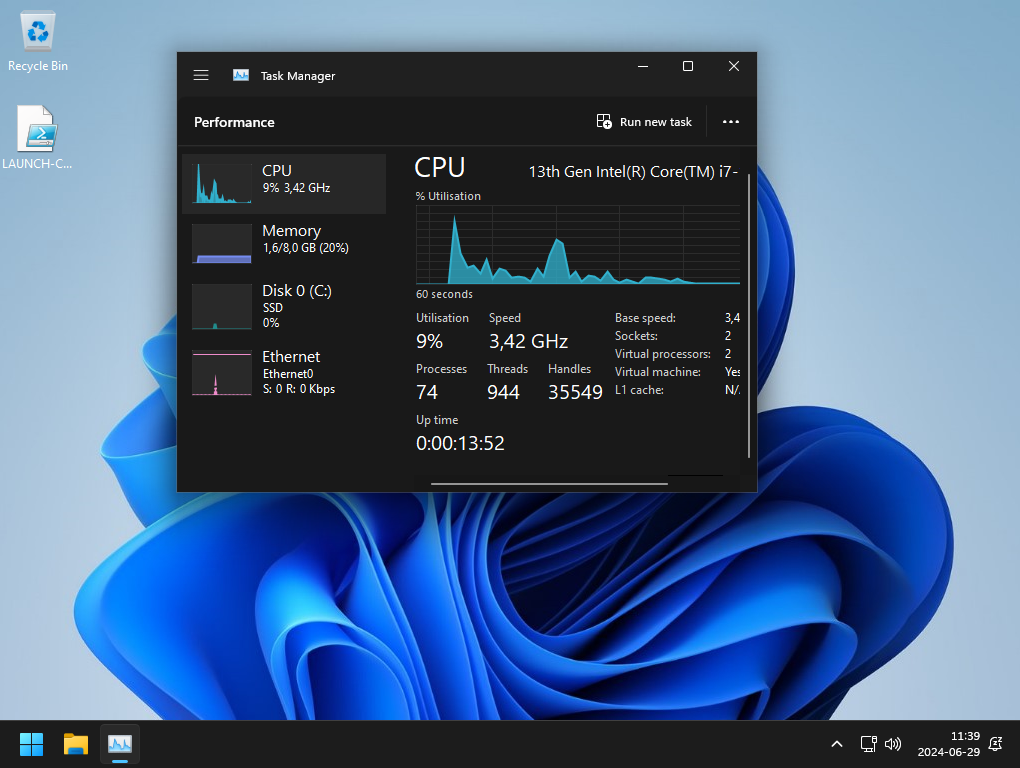 Recycle Bin
LAUNCH-C...
Task Manager
Performance
Run new task
CPU
9% 3,42 GHz
Memory
1,6/8,0 GB (20%)
Disk 0 (C:)
SSD
0%
Ethernet
Ethernet0
S: 0 R: 0 Kbps
CPU
13th Gen Intel(R) Core(TM) i7-
% Utilisation
60 seconds
Utilisation
9%
Speed
3,42 GHz
Processes
74
Threads
944
Handles
35549
Up time
0:00:13:52
Base speed: 3,4
Sockets: 2
Virtual processors: 2
Virtual machine: Yes
L1 cache: N/
11:39
2024-06-29